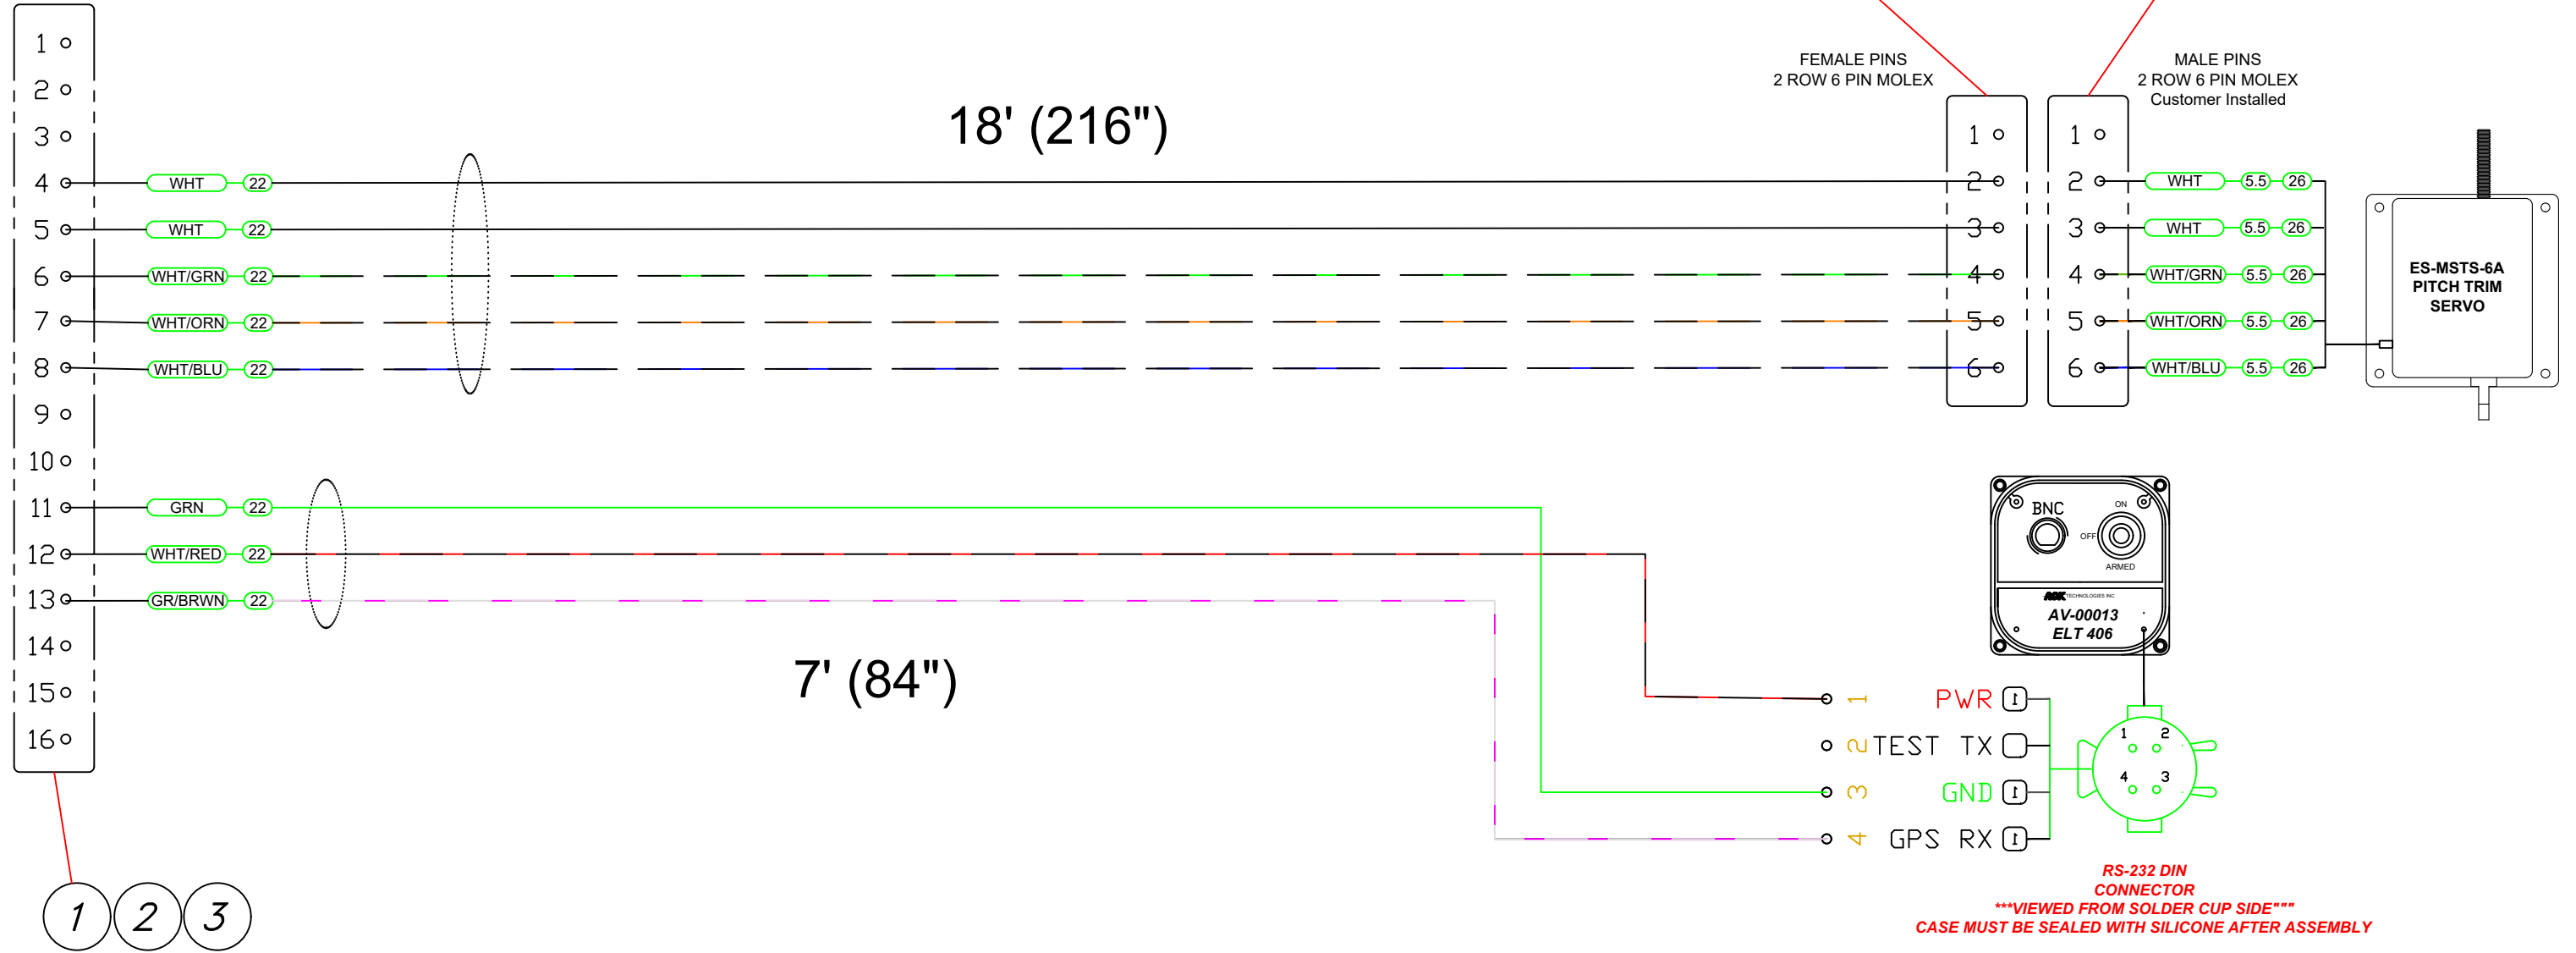 FEMALE PINS
2 ROW 6 PIN MOLEX
MALE PINS
2 ROW 6 PIN MOLEX
Customer Installed
18' (216")
1
2
3
4 WHT 22
5 WHT 22
6 WHT/GRN 22
7 WHT/ORN 22
8 WHT/BLU 22
9
10
11 GRN 22
12 WHT/RED 22
13 GR/BRWN 22
14
15
16
1
2
3
4
5
6
1
2 WHT 5.5 26
3 WHT 5.5 26
4 WHT/GRN 5.5 26
5 WHT/ORN 5.5 26
6 WHT/BLU 5.5 26
ES-MSTS-6A
PITCH TRIM
SERVO
7' (84")
BNC
ON
OFF
ARMED
ACK TECHNOLOGIES INC
AV-00013
ELT 406
1 PWR 1
2 TEST TX
3 GND 1
4 GPS RX 1
1 2
4 3
RS-232 DIN
CONNECTOR
***VIEWED FROM SOLDER CUP SIDE"""
CASE MUST BE SEALED WITH SILICONE AFTER ASSEMBLY
1 2 3